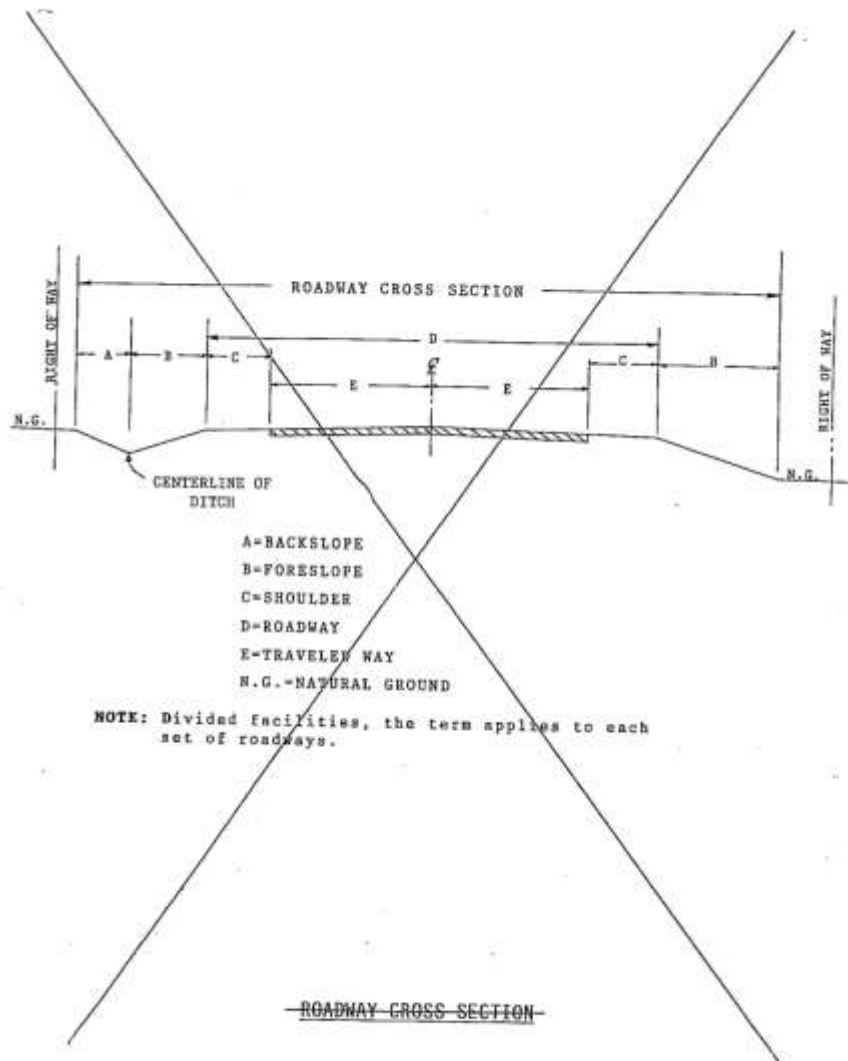 ROADWAY CROSS SECTION
RIGHT OF WAY
RIGHT OF WAY
D
A
B
C
℄
C
B
E
E
N.G.
N.G.
CENTERLINE OF
DITCH
A=BACKSLOPE
B=FORESLOPE
C=SHOULDER
D=ROADWAY
E=TRAVELED WAY
N.G.=NATURAL GROUND
NOTE: Divided facilities, the term applies to each
set of roadways.
ROADWAY CROSS SECTION